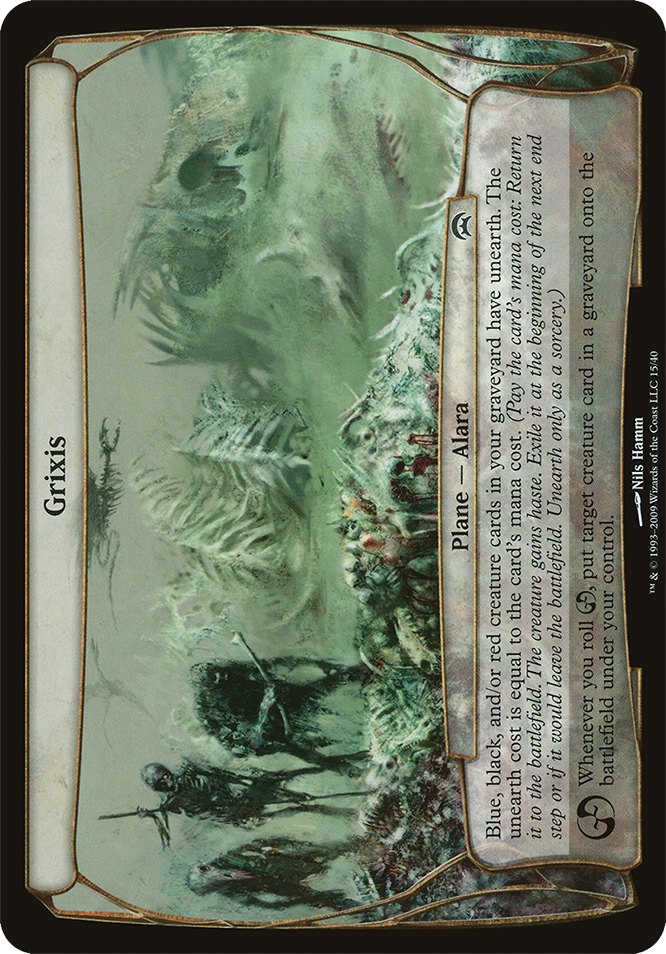 Grixis
Plane — Alara
Blue, black, and/or red creature cards in your graveyard have unearth. The
unearth cost is equal to the card's mana cost. (Pay the card's mana cost: Return
it to the battlefield. The creature gains haste. Exile it at the beginning of the next end
step or if it would leave the battlefield. Unearth only as a sorcery.)
Whenever you roll , put target creature card in a graveyard onto the
battlefield under your control.
Nils Hamm
™ & © 1993–2009 Wizards of the Coast LLC 15/40